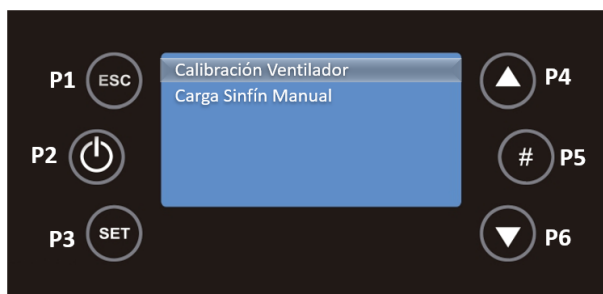 P1 ESC
Calibración Ventilador
Carga Sinfín Manual
P4
P2
# P5
P3 SET
P6